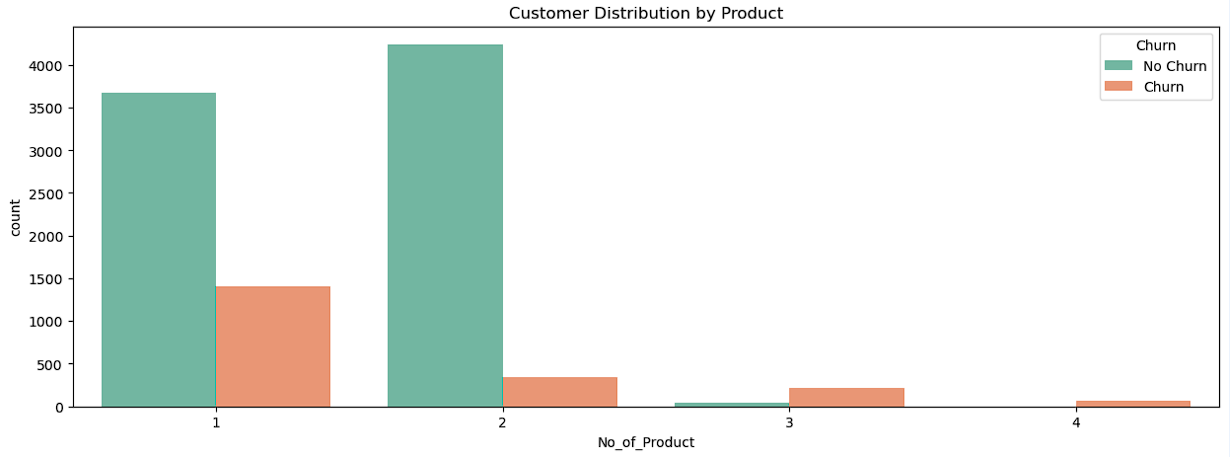 Customer Distribution by Product
Churn
No Churn
Churn
4000
3500
3000
2500
2000
1500
1000
500
0
count
1 2 3 4
No_of_Product